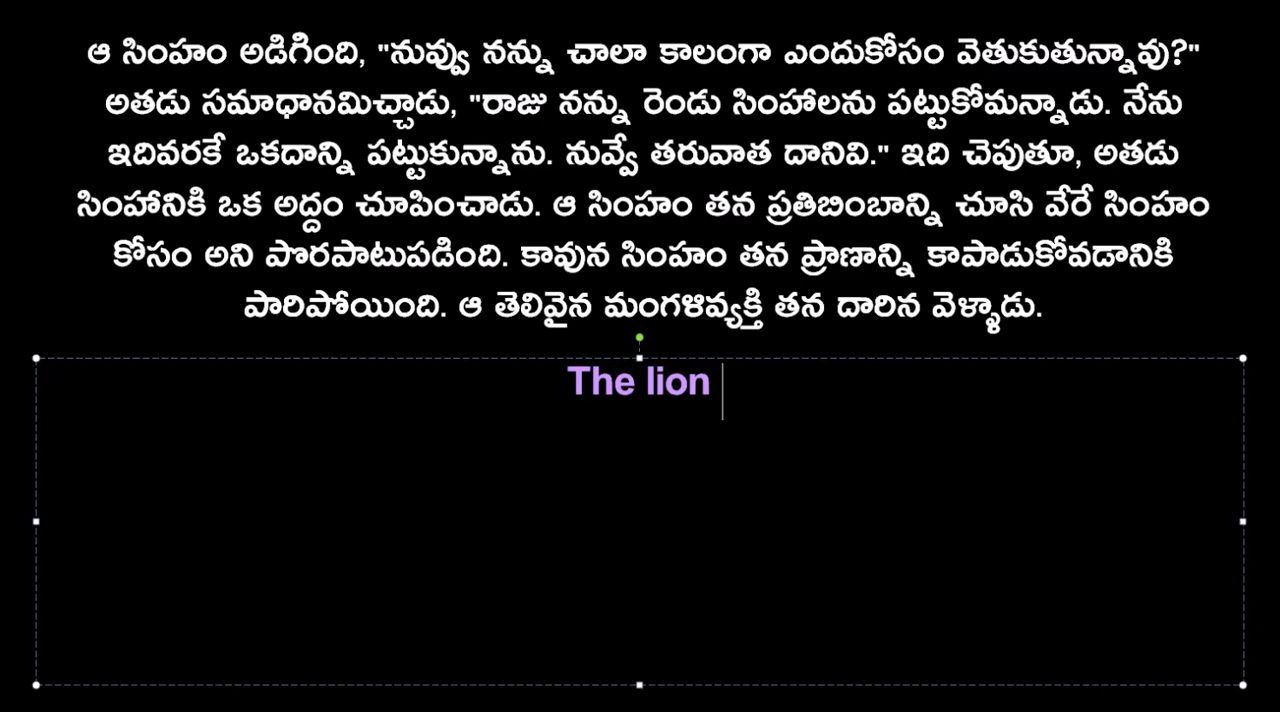 ఆ సింహం అడిగింది, "నువ్వు నన్ను చాలా కాలంగా ఎందుకోసం వెతుకుతున్నావు?"
అతడు సమాధానమిచ్చాడు, "రాజు నన్ను రెండు సింహాలను పట్టుకోమన్నాడు. నేను
ఇదివరకే ఒకదాన్ని పట్టుకున్నాను. నువ్వే తరువాత దానివి." ఇది చెపుతూ, అతడు
సింహానికి ఒక అద్దం చూపించాడు. ఆ సింహం తన ప్రతిబింబాన్ని చూసి వేరే సింహం
కోసం అని పొరపాటుపడింది. కావున సింహం తన ప్రాణాన్ని కాపాడుకోవడానికి
పారిపోయింది. ఆ తెలివైన మంగళివ్యక్తి తన దారిన వెళ్ళాడు.
The lion